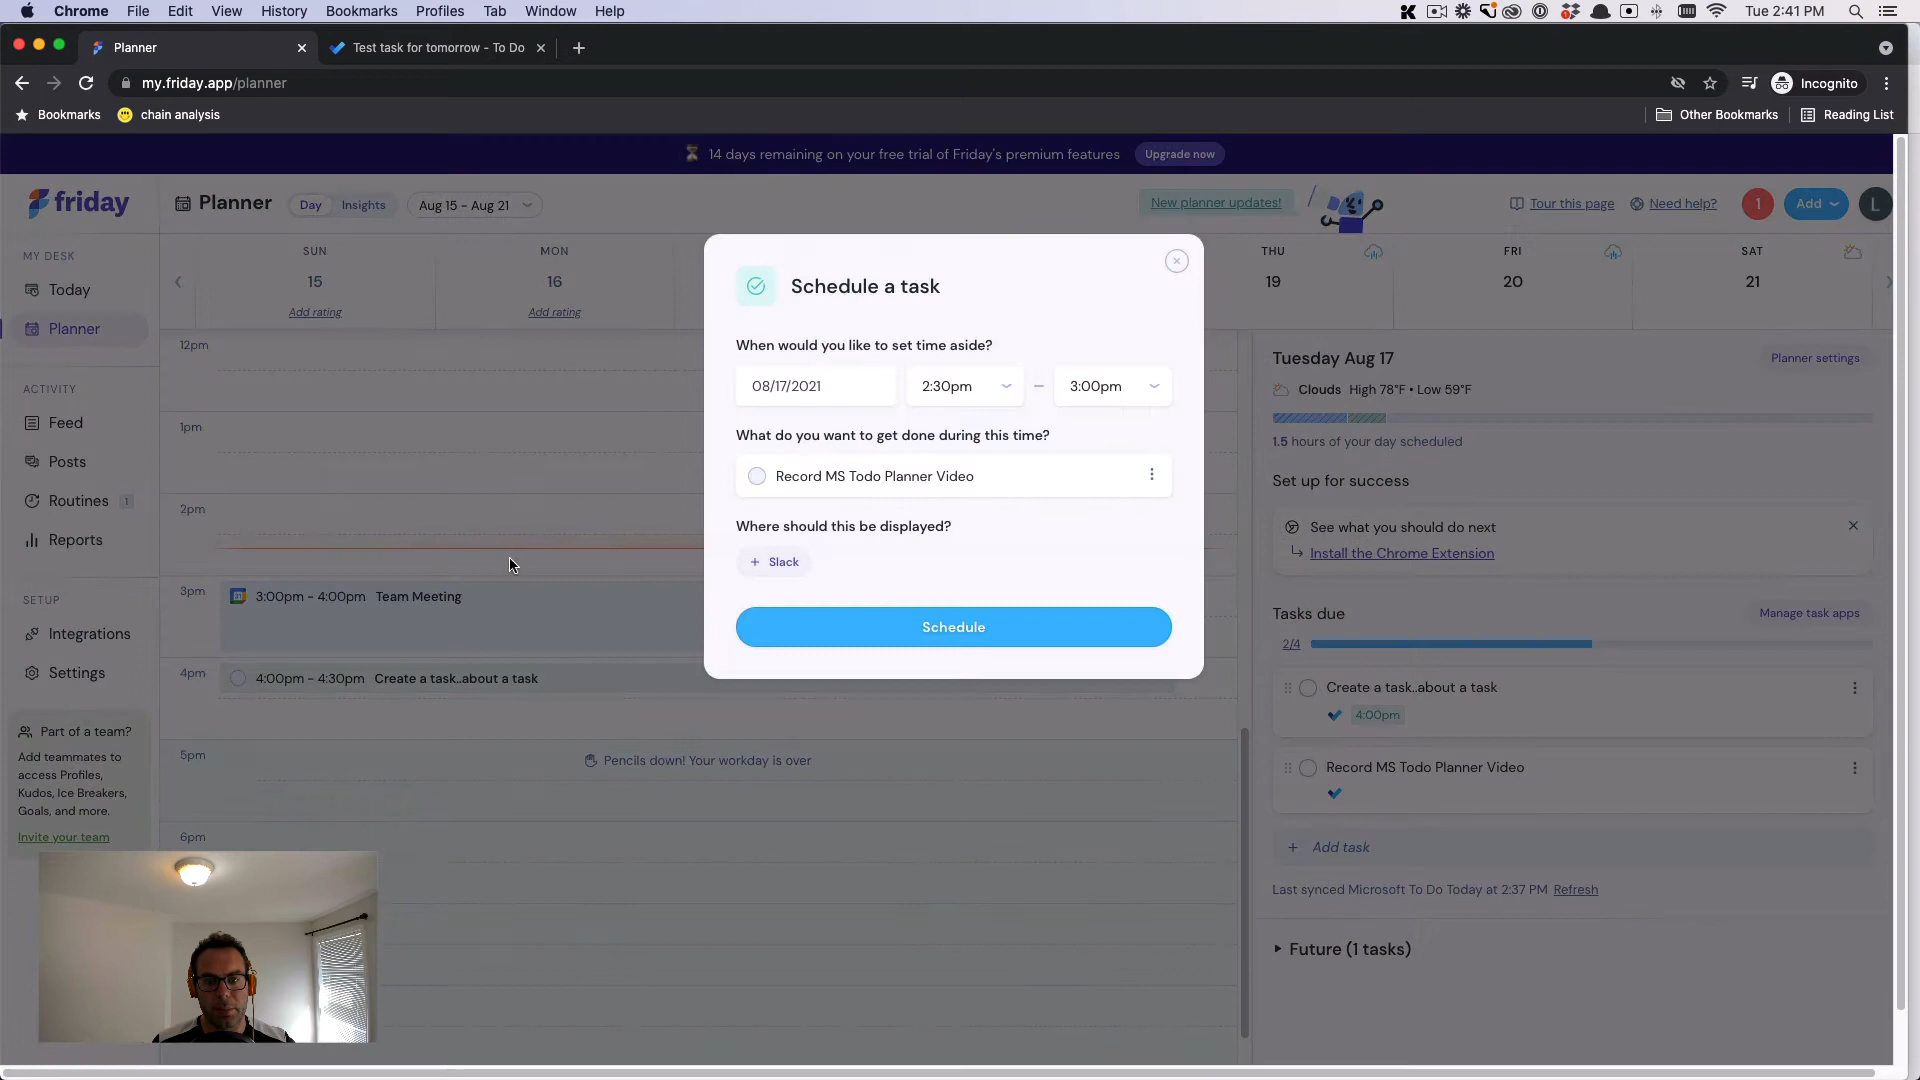 Chrome File Edit View History Bookmarks Profiles Tab Window Help Tue 2:41 PM
Planner Test task for tomorrow - To Do
my.friday.app/planner Incognito
Bookmarks chain analysis Other Bookmarks Reading List
14 days remaining on your free trial of Friday's premium features Upgrade now
friday Planner Day Insights Aug 15 - Aug 21 New planner updates! Tour this page Need help? 1 Add L
MY DESK
Today
Planner
ACTIVITY
Feed
Posts
Routines 1
Reports
SETUP
Integrations
Settings
Part of a team?
Add teammates to
access Profiles,
Kudos, Ice Breakers,
Goals, and more.
Invite your team
SUN MON THU FRI SAT
15 16 19 20 21
Add rating Add rating
12pm
1pm
2pm
3pm 3:00pm - 4:00pm Team Meeting
4pm 4:00pm - 4:30pm Create a task..about a task
5pm Pencils down! Your workday is over
6pm
Schedule a task
When would you like to set time aside?
08/17/2021 2:30pm – 3:00pm
What do you want to get done during this time?
Record MS Todo Planner Video
Where should this be displayed?
+ Slack
Schedule
Tuesday Aug 17 Planner settings
Clouds High 78°F • Low 59°F
1.5 hours of your day scheduled
Set up for success
See what you should do next
Install the Chrome Extension
Tasks due Manage task apps
2/4
Create a task..about a task
4:00pm
Record MS Todo Planner Video
+ Add task
Last synced Microsoft To Do Today at 2:37 PM Refresh
Future (1 tasks)